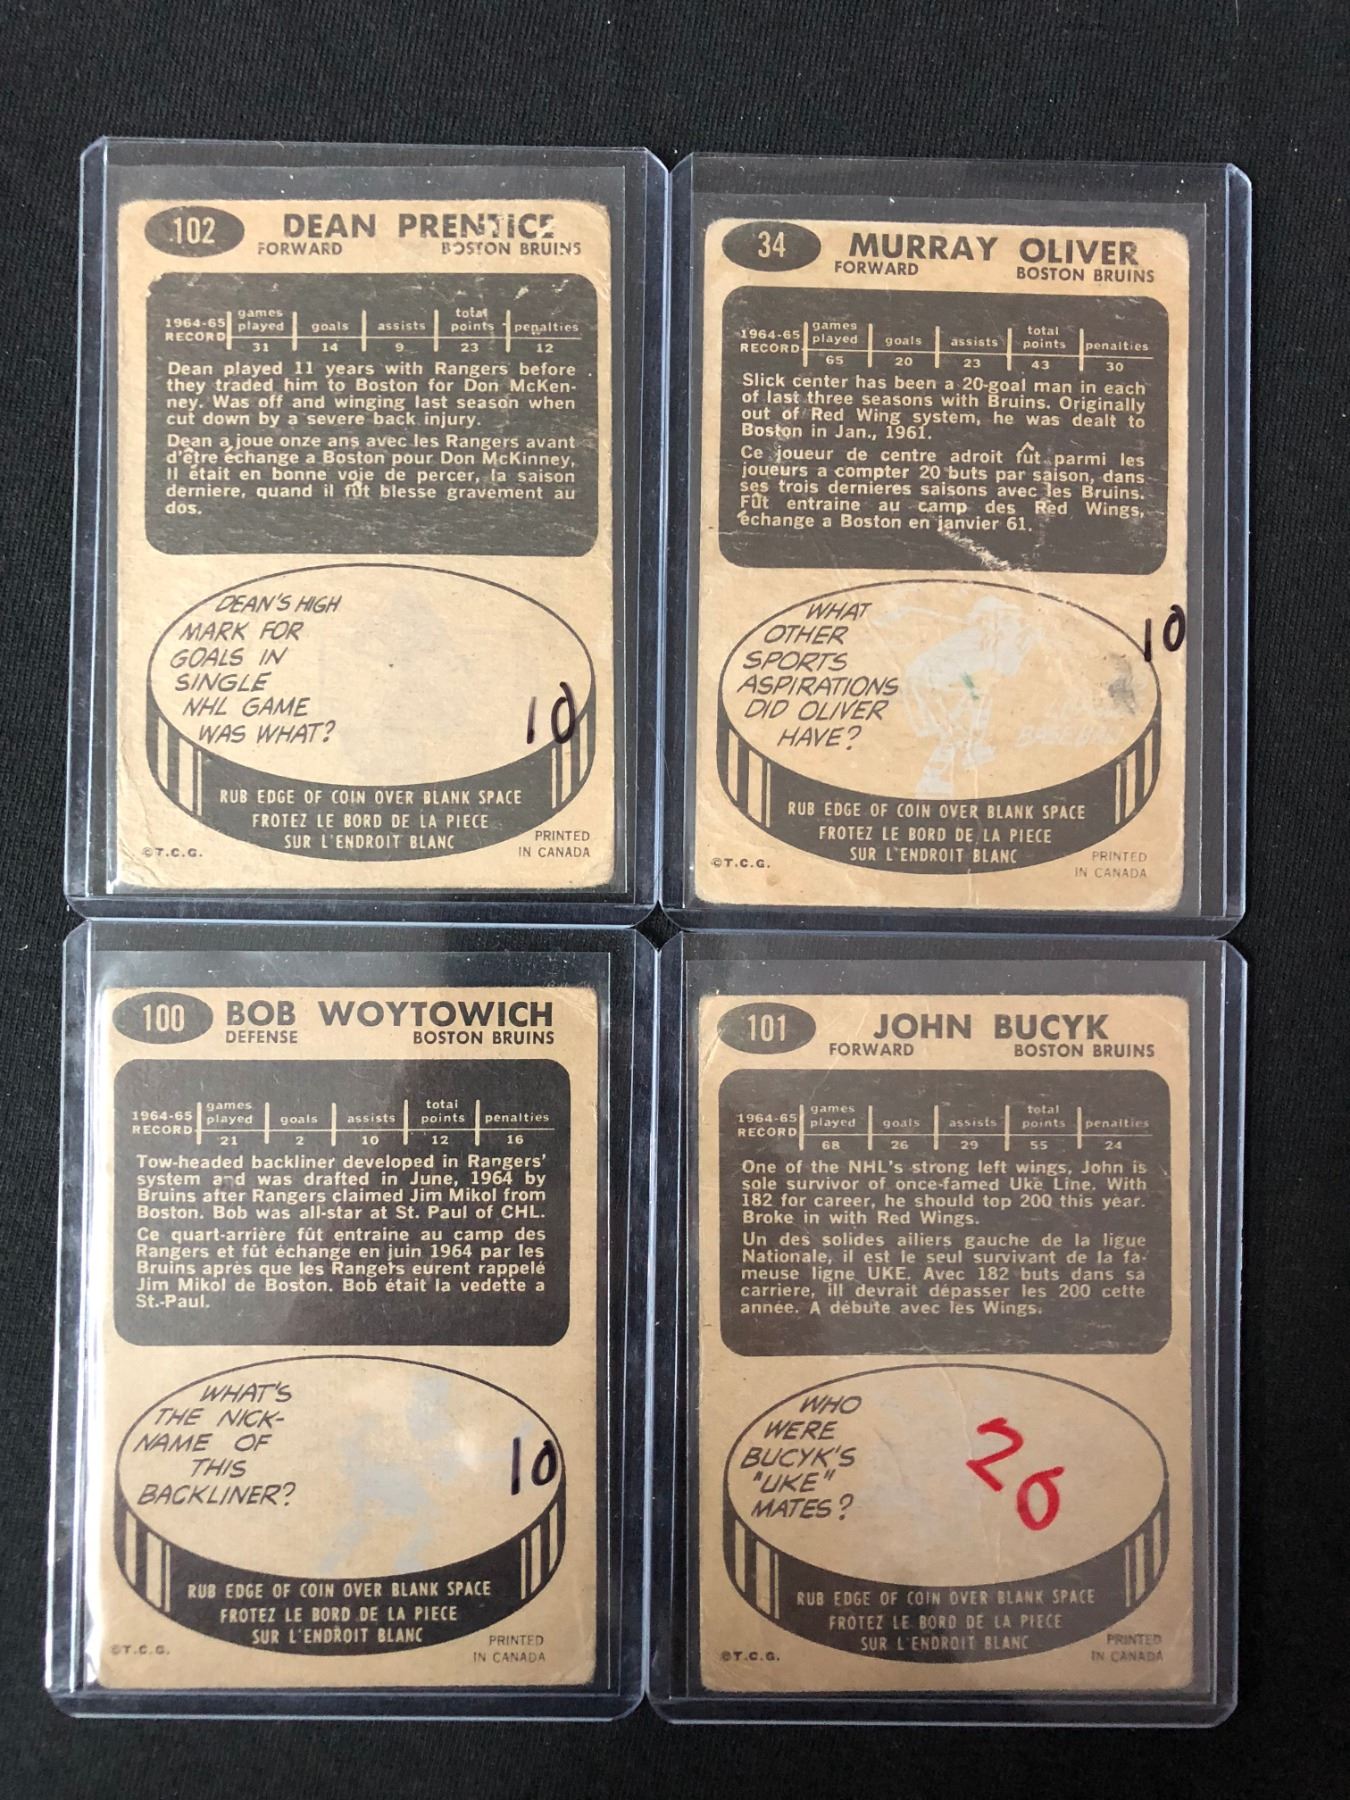 102 DEAN PRENTICE
FORWARD BOSTON BRUINS
1964-65 RECORD games played goals assists total points penalties
31 14 9 23 12
Dean played 11 years with Rangers before
they traded him to Boston for Don McKen-
ney. Was off and winging last season when
cut down by a severe back injury.
Dean a joue onze ans avec les Rangers avant
d'être échange a Boston pour Don McKinney,
Il était en bonne voie de percer, la saison
derniere, quand il fût blesse gravement au
dos.
DEAN'S HIGH
MARK FOR
GOALS IN
SINGLE
NHL GAME
WAS WHAT?
10
RUB EDGE OF COIN OVER BLANK SPACE
FROTEZ LE BORD DE LA PIECE
SUR L'ENDROIT BLANC
©T.C.G.
PRINTED
IN CANADA
34 MURRAY OLIVER
FORWARD BOSTON BRUINS
1964-65 RECORD games played goals assists total points penalties
65 20 23 43 30
Slick center has been a 20-goal man in each
of last three seasons with Bruins. Originally
out of Red Wing system, he was dealt to
Boston in Jan., 1961.
Ce joueur de centre adroit fût parmi les
joueurs a compter 20 buts par saison, dans
ses trois dernieres saisons avec les Bruins.
Fût entraine au camp des Red Wings,
échange a Boston en janvier 61.
WHAT
OTHER
SPORTS
ASPIRATIONS
DID OLIVER
HAVE?
BASEBALL
10
RUB EDGE OF COIN OVER BLANK SPACE
FROTEZ LE BORD DE LA PIECE
SUR L'ENDROIT BLANC
©T.C.G.
PRINTED
IN CANADA
100 BOB WOYTOWICH
DEFENSE BOSTON BRUINS
1964-65 RECORD games played goals assists total points penalties
21 2 10 12 16
Tow-headed backliner developed in Rangers'
system and was drafted in June, 1964 by
Bruins after Rangers claimed Jim Mikol from
Boston. Bob was all-star at St. Paul of CHL.
Ce quart-arrière fût entraine au camp des
Rangers et fût échange en juin 1964 par les
Bruins après que les Rangers eurent rappelé
Jim Mikol de Boston. Bob était la vedette a
St.-Paul.
WHAT'S
THE NICK-
NAME OF
THIS
BACKLINER?
10
RUB EDGE OF COIN OVER BLANK SPACE
FROTEZ LE BORD DE LA PIECE
SUR L'ENDROIT BLANC
©T.C.G.
PRINTED
IN CANADA
101 JOHN BUCYK
FORWARD BOSTON BRUINS
1964-65 RECORD games played goals assists total points penalties
68 26 29 55 24
One of the NHL's strong left wings, John is
sole survivor of once-famed Uke Line. With
182 for career, he should top 200 this year.
Broke in with Red Wings.
Un des solides ailiers gauche de la ligue
Nationale, il est le seul survivant de la fa-
meuse ligne UKE. Avec 182 buts dans sa
carriere, ill devrait dépasser les 200 cette
année. A débute avec les Wings.
WHO
WERE
BUCYK'S
"UKE"
MATES?
20
RUB EDGE OF COIN OVER BLANK SPACE
FROTEZ LE BORD DE LA PIECE
SUR L'ENDROIT BLANC
©T.C.G.
PRINTED
IN CANADA